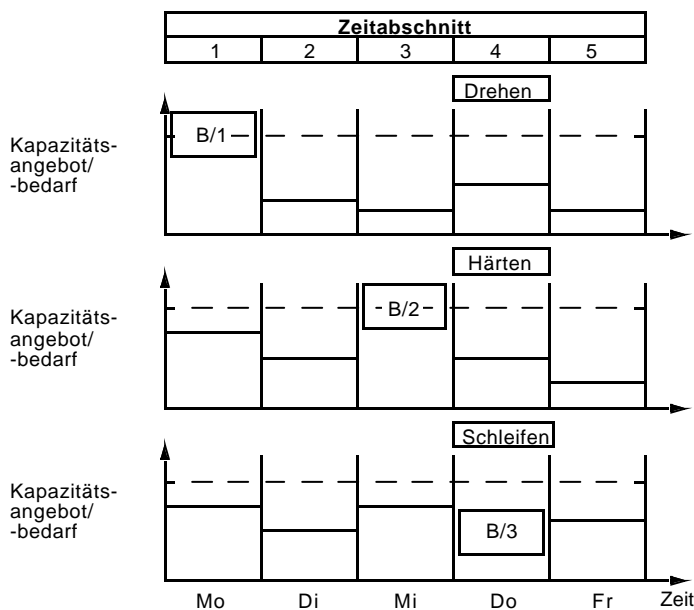 Zeitabschnitt
1 2 3 4 5
Drehen
Kapazitäts-
angebot/
-bedarf
B/1
Härten
Kapazitäts-
angebot/
-bedarf
B/2
Schleifen
Kapazitäts-
angebot/
-bedarf
B/3
Mo Di Mi Do Fr Zeit